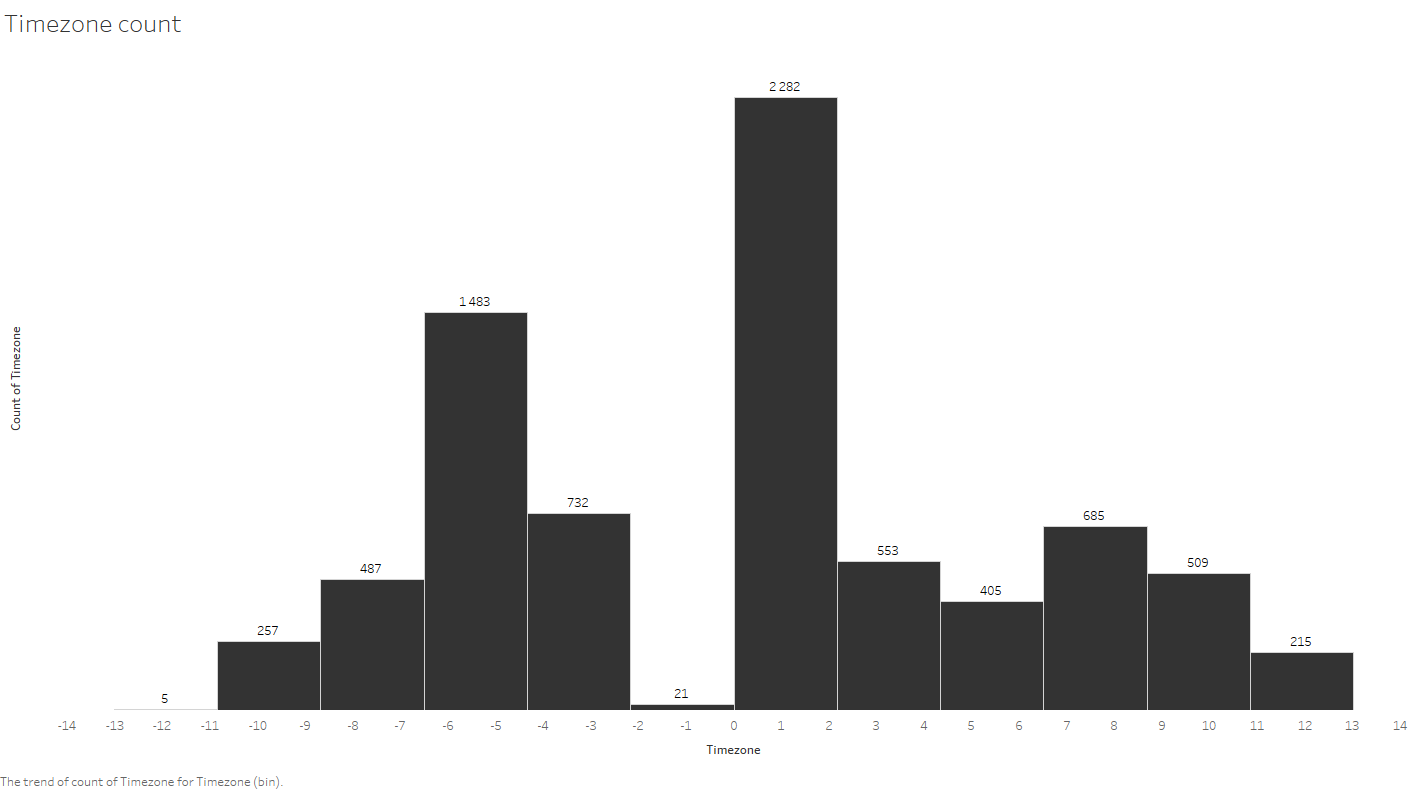 Timezone count
2 282
1 483
732
685
553
509
487
405
257
215
21
5
Count of Timezone
-14 -13 -12 -11 -10 -9 -8 -7 -6 -5 -4 -3 -2 -1 0 1 2 3 4 5 6 7 8 9 10 11 12 13 14
Timezone
The trend of count of Timezone for Timezone (bin).